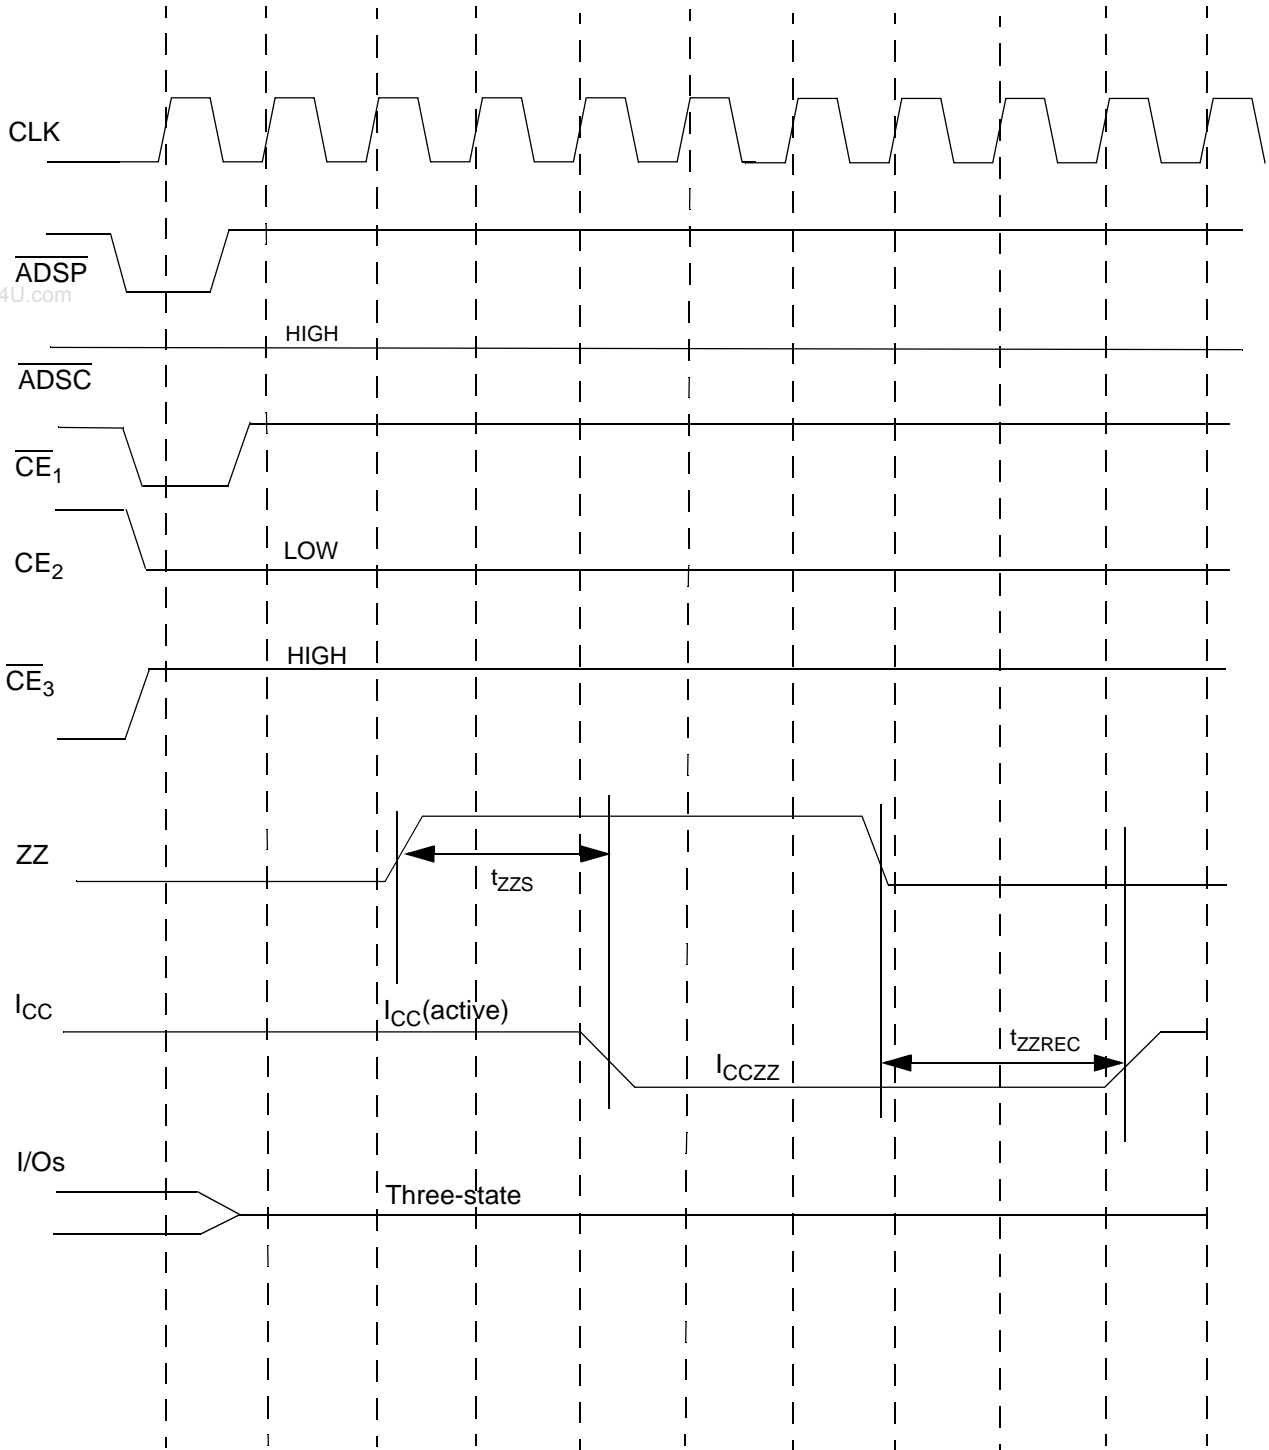 CLK
ADSP
4U.com
HIGH
ADSC
CE1
LOW
CE2
HIGH
CE3
ZZ
tZZS
ICC
ICC(active)
tZZREC
ICCZZ
I/Os
Three-state